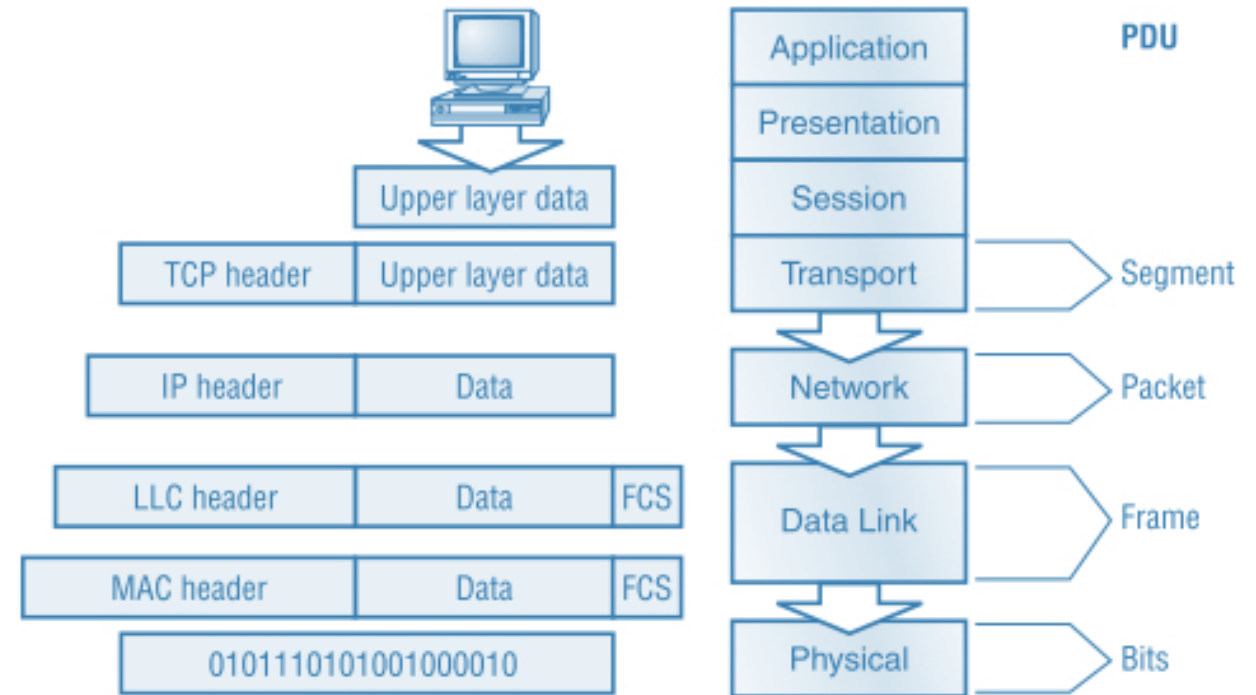 Application
PDU
Presentation
Upper layer data
Session
TCP header
Upper layer data
Transport
Segment
IP header
Data
Network
Packet
LLC header
Data
FCS
Data Link
Frame
MAC header
Data
FCS
0101110101001000010
Physical
Bits